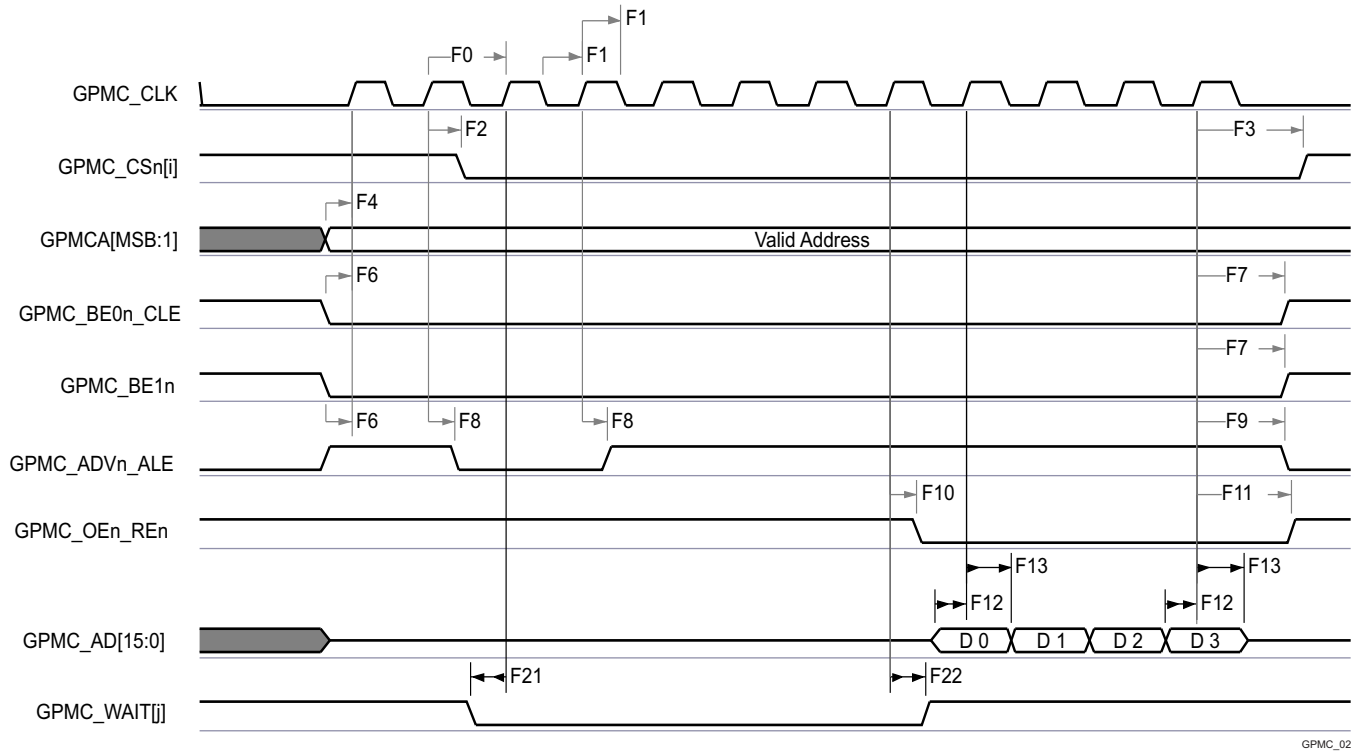 F1
F0 F1
GPMC_CLK
F2 F3
GPMC_CSn[i]
F4
GPMCA[MSB:1] Valid Address
F6 F7
GPMC_BE0n_CLE
F7
GPMC_BE1n
F6 F8 F8 F9
GPMC_ADVn_ALE
F10 F11
GPMC_OEn_REn
F13 F13
F12 F12
GPMC_AD[15:0] D 0 D 1 D 2 D 3
F21 F22
GPMC_WAIT[j]
GPMC_02